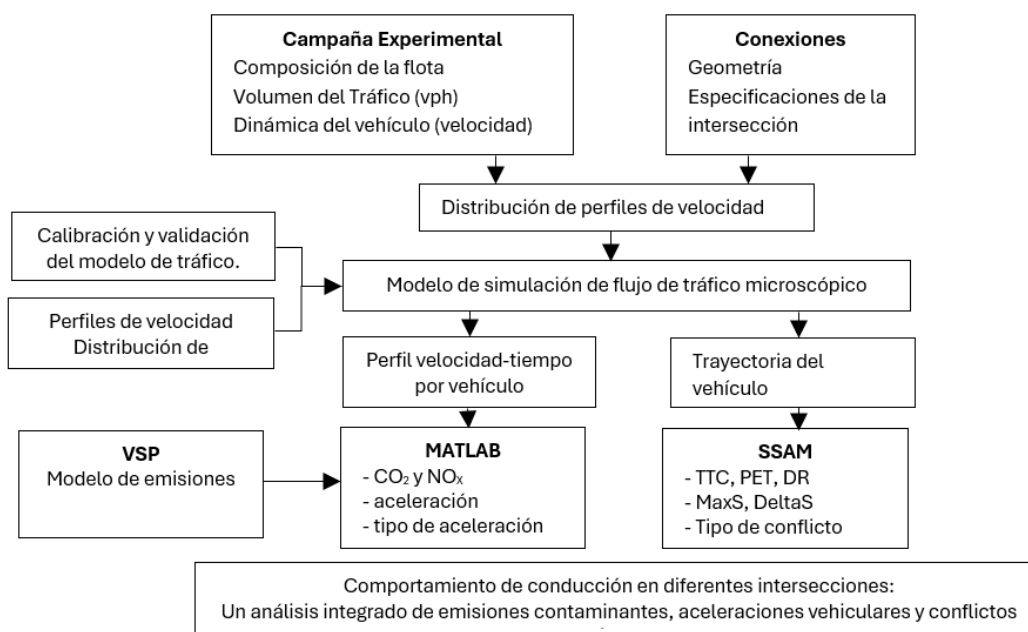 Campaña Experimental
Composición de la flota
Volumen del Tráfico (vph)
Dinámica del vehículo (velocidad)
Conexiones
Geometría
Especificaciones de la
intersección
Distribución de perfiles de velocidad
Calibración y validación
del modelo de tráfico.
Modelo de simulación de flujo de tráfico microscópico
Perfiles de velocidad
Distribución de
Perfil velocidad-tiempo
por vehículo
Trayectoria del
vehículo
VSP
Modelo de emisiones
MATLAB
- CO₂ y NOₓ
- aceleración
- tipo de aceleración
SSAM
- TTC, PET, DR
- MaxS, DeltaS
- Tipo de conflicto
Comportamiento de conducción en diferentes intersecciones:
Un análisis integrado de emisiones contaminantes, aceleraciones vehiculares y conflictos